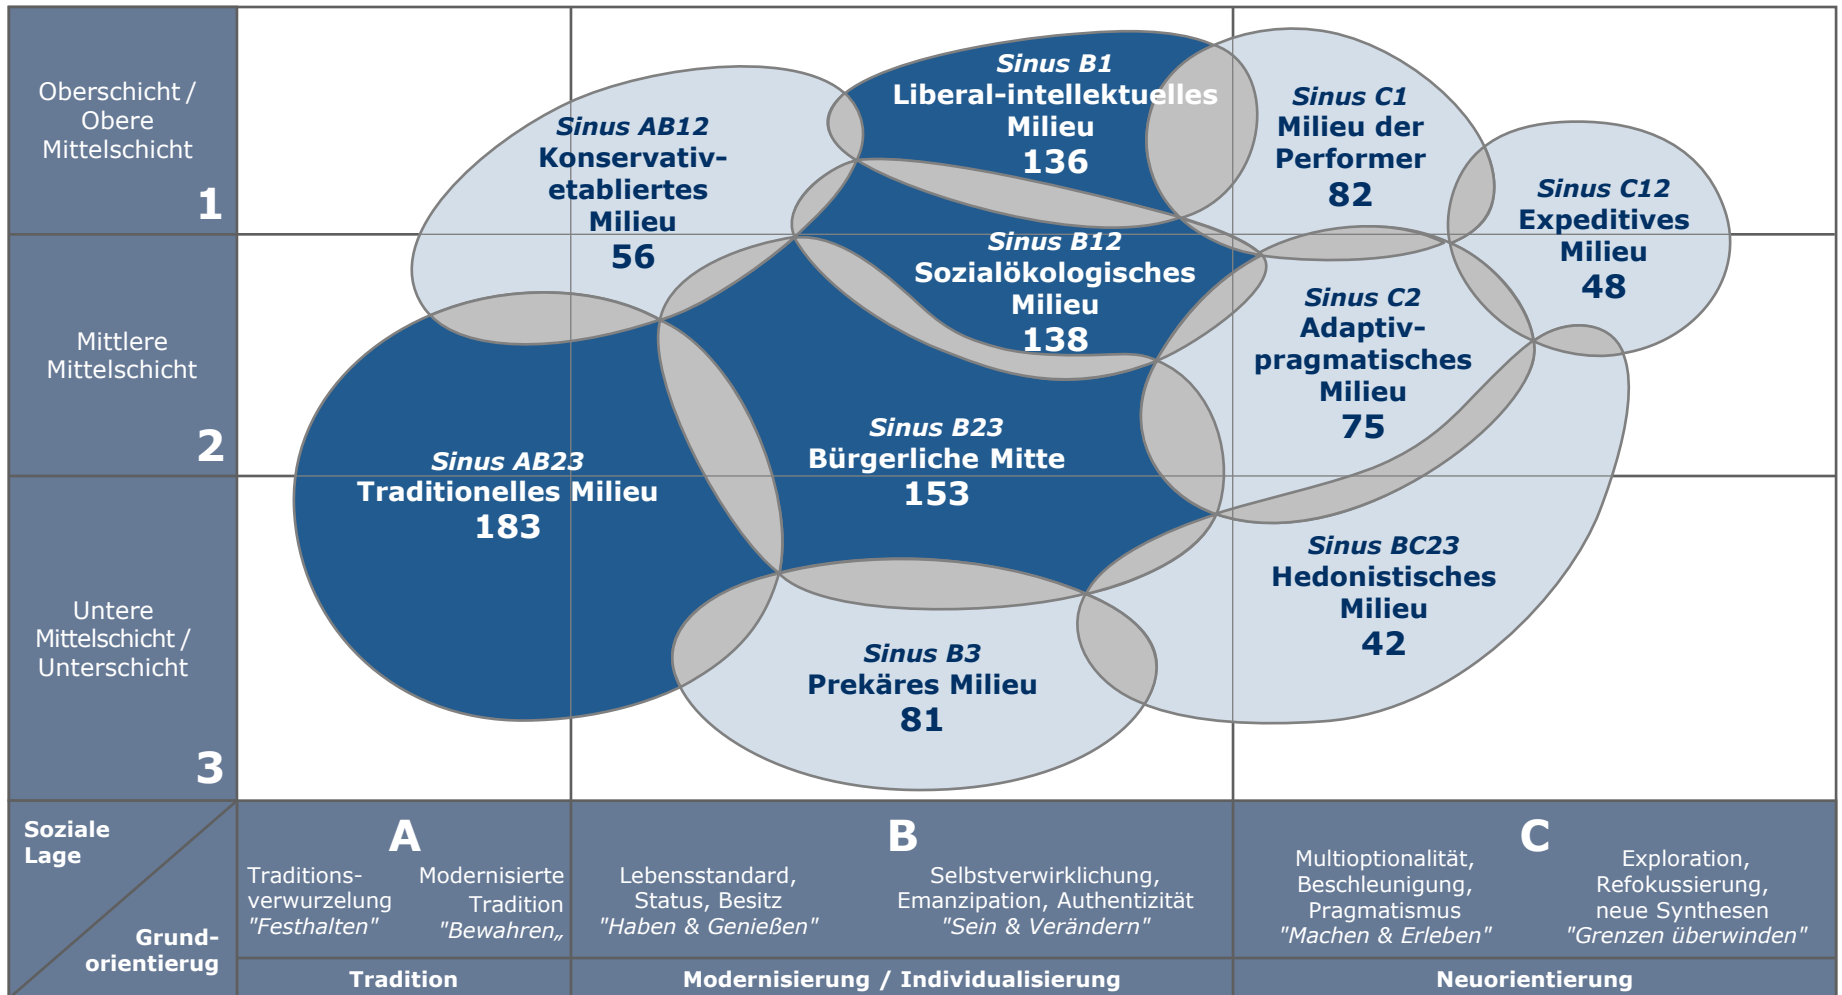 Oberschicht /
Obere
Mittelschicht
1
Mittlere
Mittelschicht
2
Untere
Mittelschicht /
Unterschicht
3
Sinus AB12
Konservativ-
etabliertes
Milieu
56
Sinus B1
Liberal-intellektuelles
Milieu
136
Sinus C1
Milieu der
Performer
82
Sinus C12
Expeditives
Milieu
48
Sinus B12
Sozialökologisches
Milieu
138
Sinus C2
Adaptiv-
pragmatisches
Milieu
75
Sinus AB23
Traditionelles Milieu
183
Sinus B23
Bürgerliche Mitte
153
Sinus BC23
Hedonistisches
Milieu
42
Sinus B3
Prekäres Milieu
81
Soziale
Lage
Grund-
orientierug
A
Traditions-
verwurzelung
"Festhalten"
Modernisierte
Tradition
"Bewahren„
B
Lebensstandard,
Status, Besitz
"Haben & Genießen"
Selbstverwirklichung,
Emanzipation, Authentizität
"Sein & Verändern"
C
Multioptionalität,
Beschleunigung,
Pragmatismus
"Machen & Erleben"
Exploration,
Refokussierung,
neue Synthesen
"Grenzen überwinden"
Tradition
Modernisierung / Individualisierung
Neuorientierung